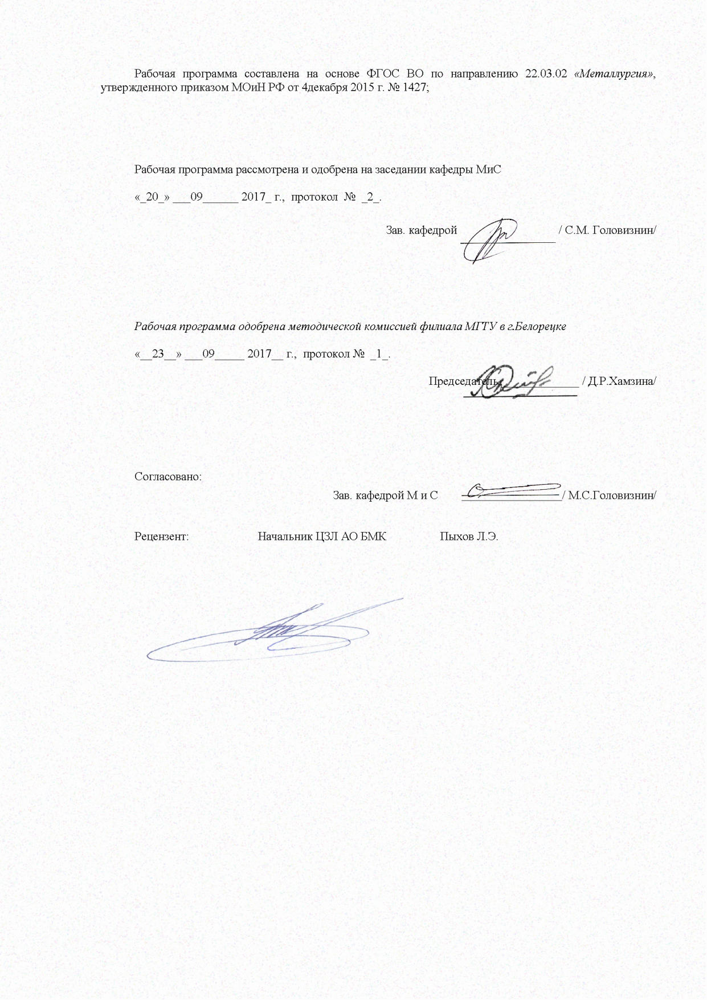 Рабочая программа составлена на основе ФГОС ВО по направлению 22.03.02 «Металлургия»,
утвержденного приказом МОиН РФ от 4декабря 2015 г. № 1427;
Рабочая программа рассмотрена и одобрена на заседании кафедры МиС
«_20_» ___09______ 2017_ г., протокол № _2_.
Зав. кафедрой ________________ / С.М. Головизнин/
Рабочая программа одобрена методической комиссией филиала МГТУ в г.Белорецке
«__23__» ___09_____ 2017__ г., протокол № _1_.
Председатель_____________ / Д.Р.Хамзина/
Согласовано:
Зав. кафедрой М и С _________________/ М.С.Головизнин/
Рецензент: Начальник ЦЗЛ АО БМК Пыхов Л.Э.